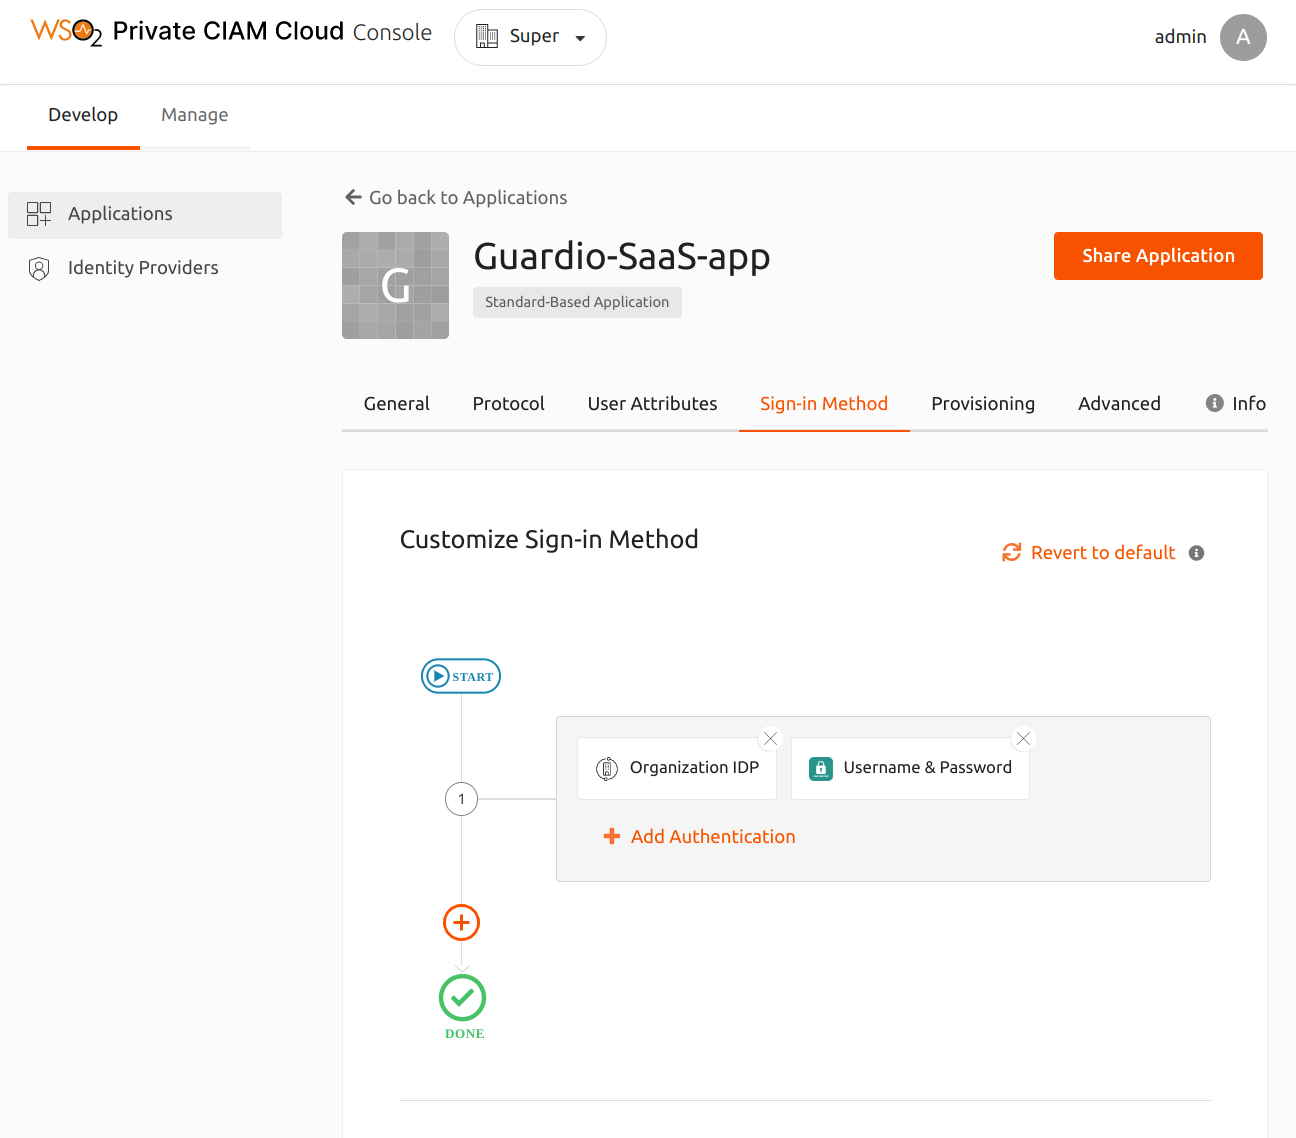 WSO2 Private CIAM Cloud Console
Super
admin
A
Develop
Manage
Applications
Identity Providers
Go back to Applications
G
Guardio-SaaS-app
Standard-Based Application
Share Application
General
Protocol
User Attributes
Sign-in Method
Provisioning
Advanced
Info
Customize Sign-in Method
Revert to default
START
1
Organization IDP
Username & Password
Add Authentication
DONE